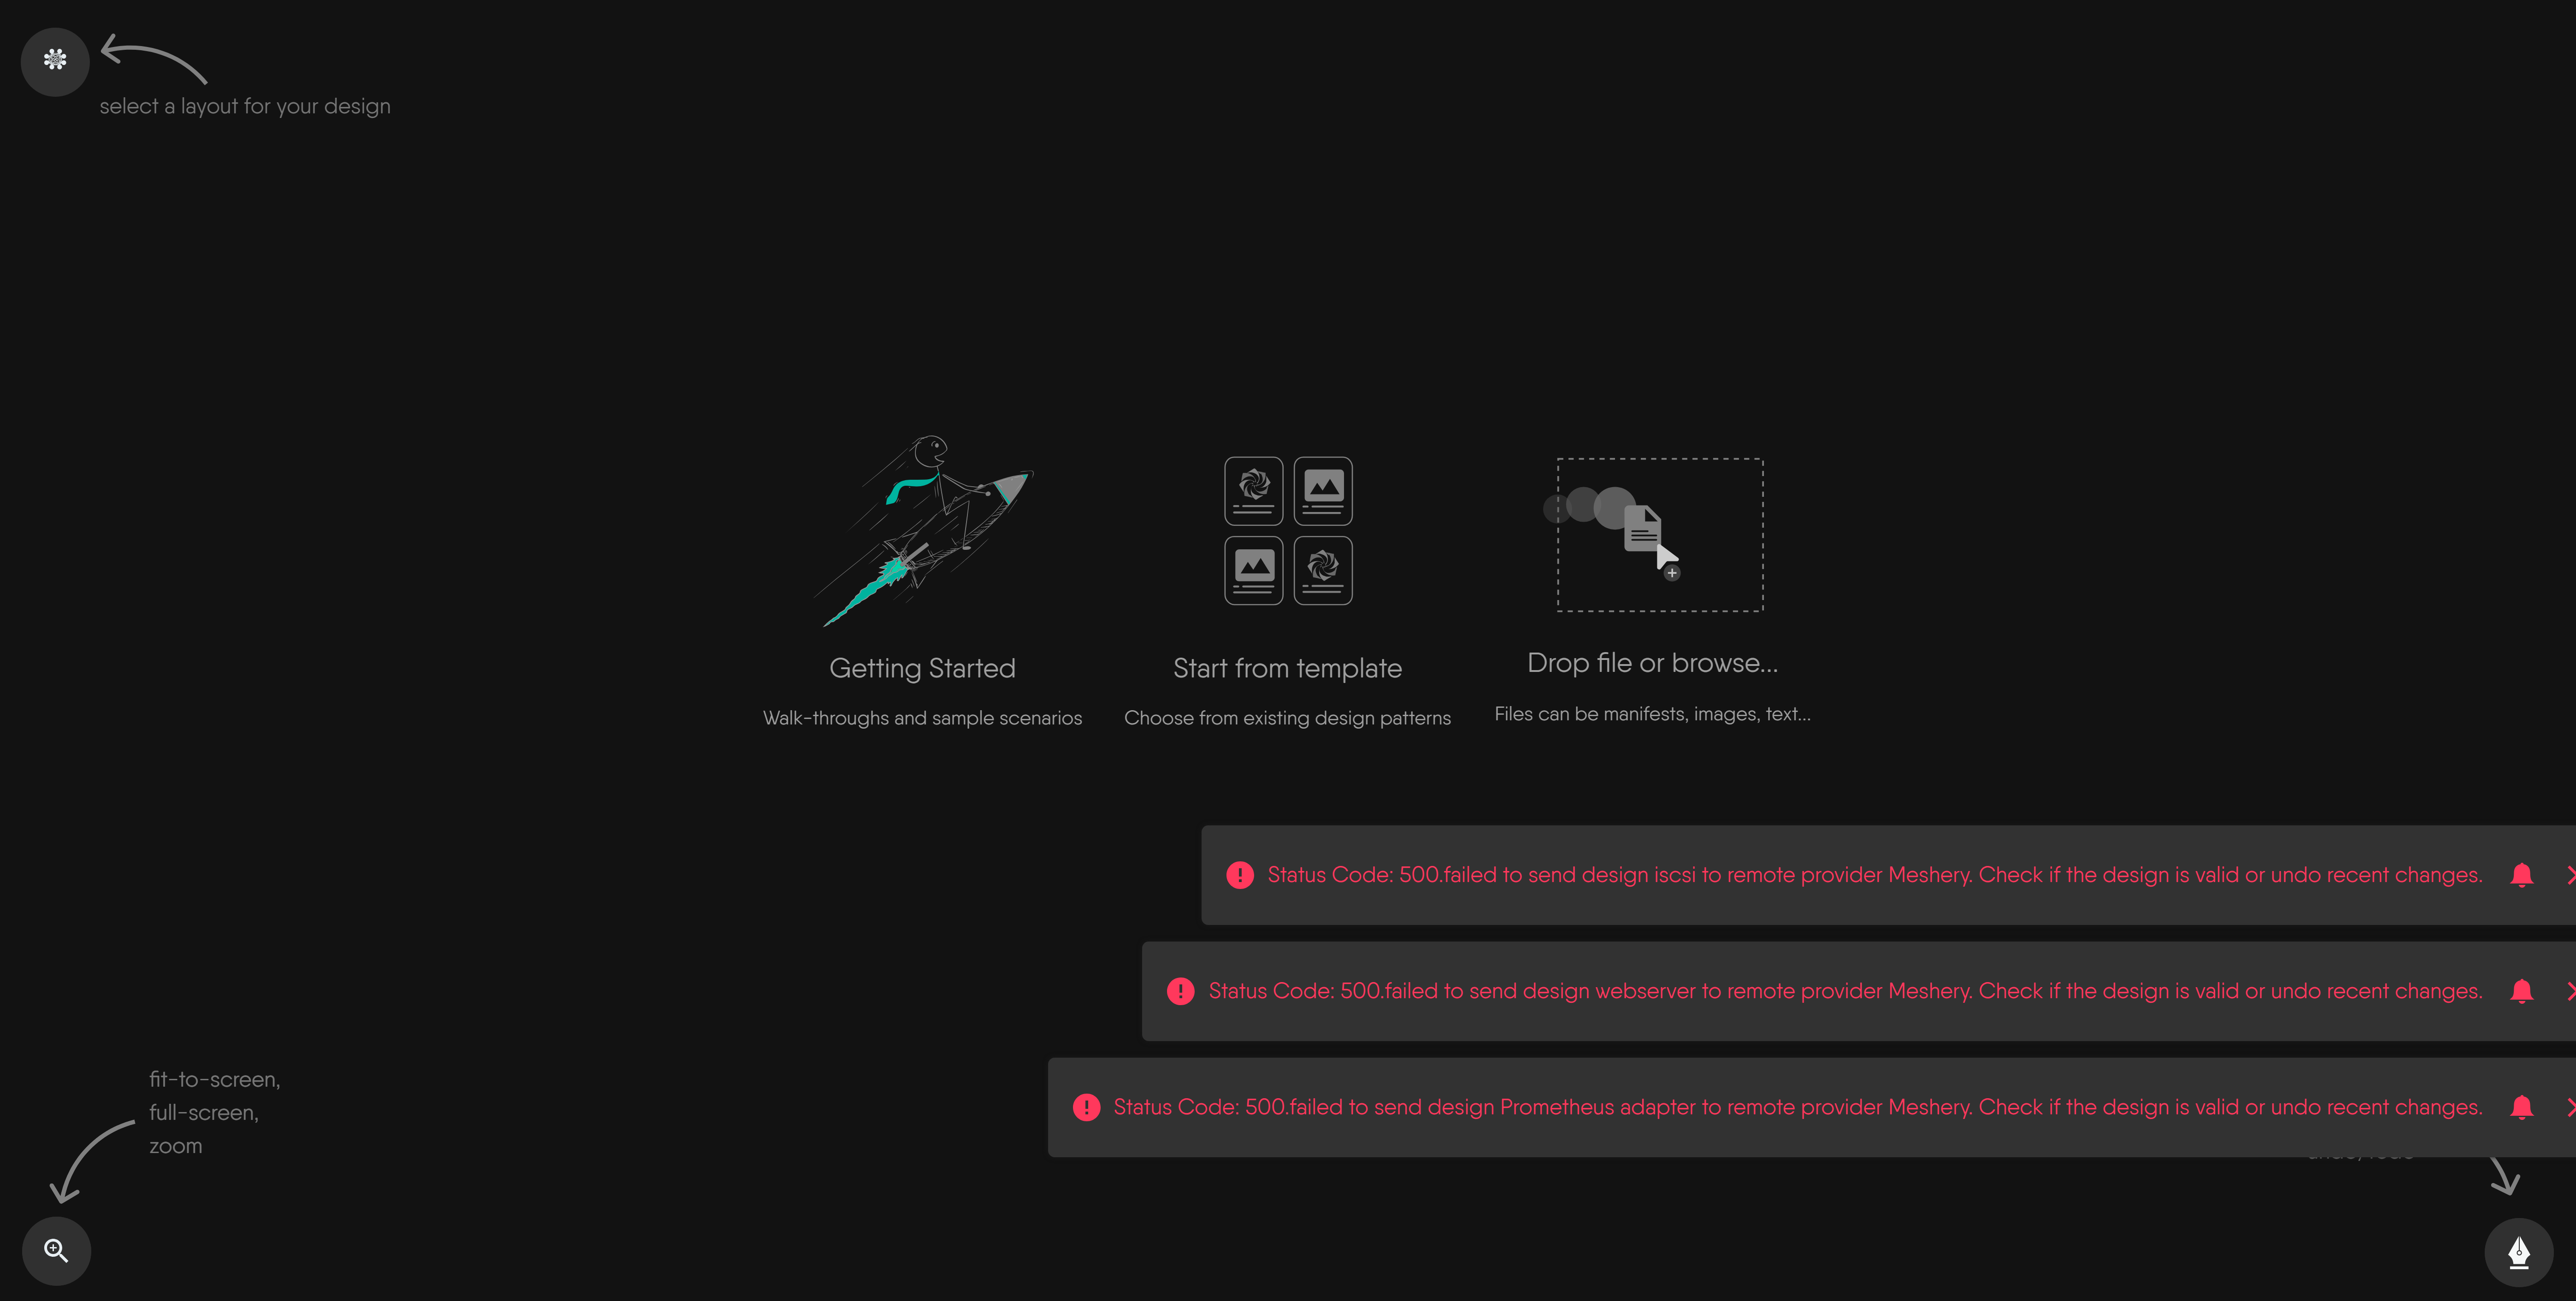 select a layout for your design
Getting Started
Start from template
Drop file or browse...
Walk-throughs and sample scenarios
Choose from existing design patterns
Files can be manifests, images, text...
Status Code: 500.failed to send design iscsi to remote provider Meshery. Check if the design is valid or undo recent changes.
Status Code: 500.failed to send design webserver to remote provider Meshery. Check if the design is valid or undo recent changes.
Status Code: 500.failed to send design Prometheus adapter to remote provider Meshery. Check if the design is valid or undo recent changes.
fit-to-screen,
full-screen,
zoom